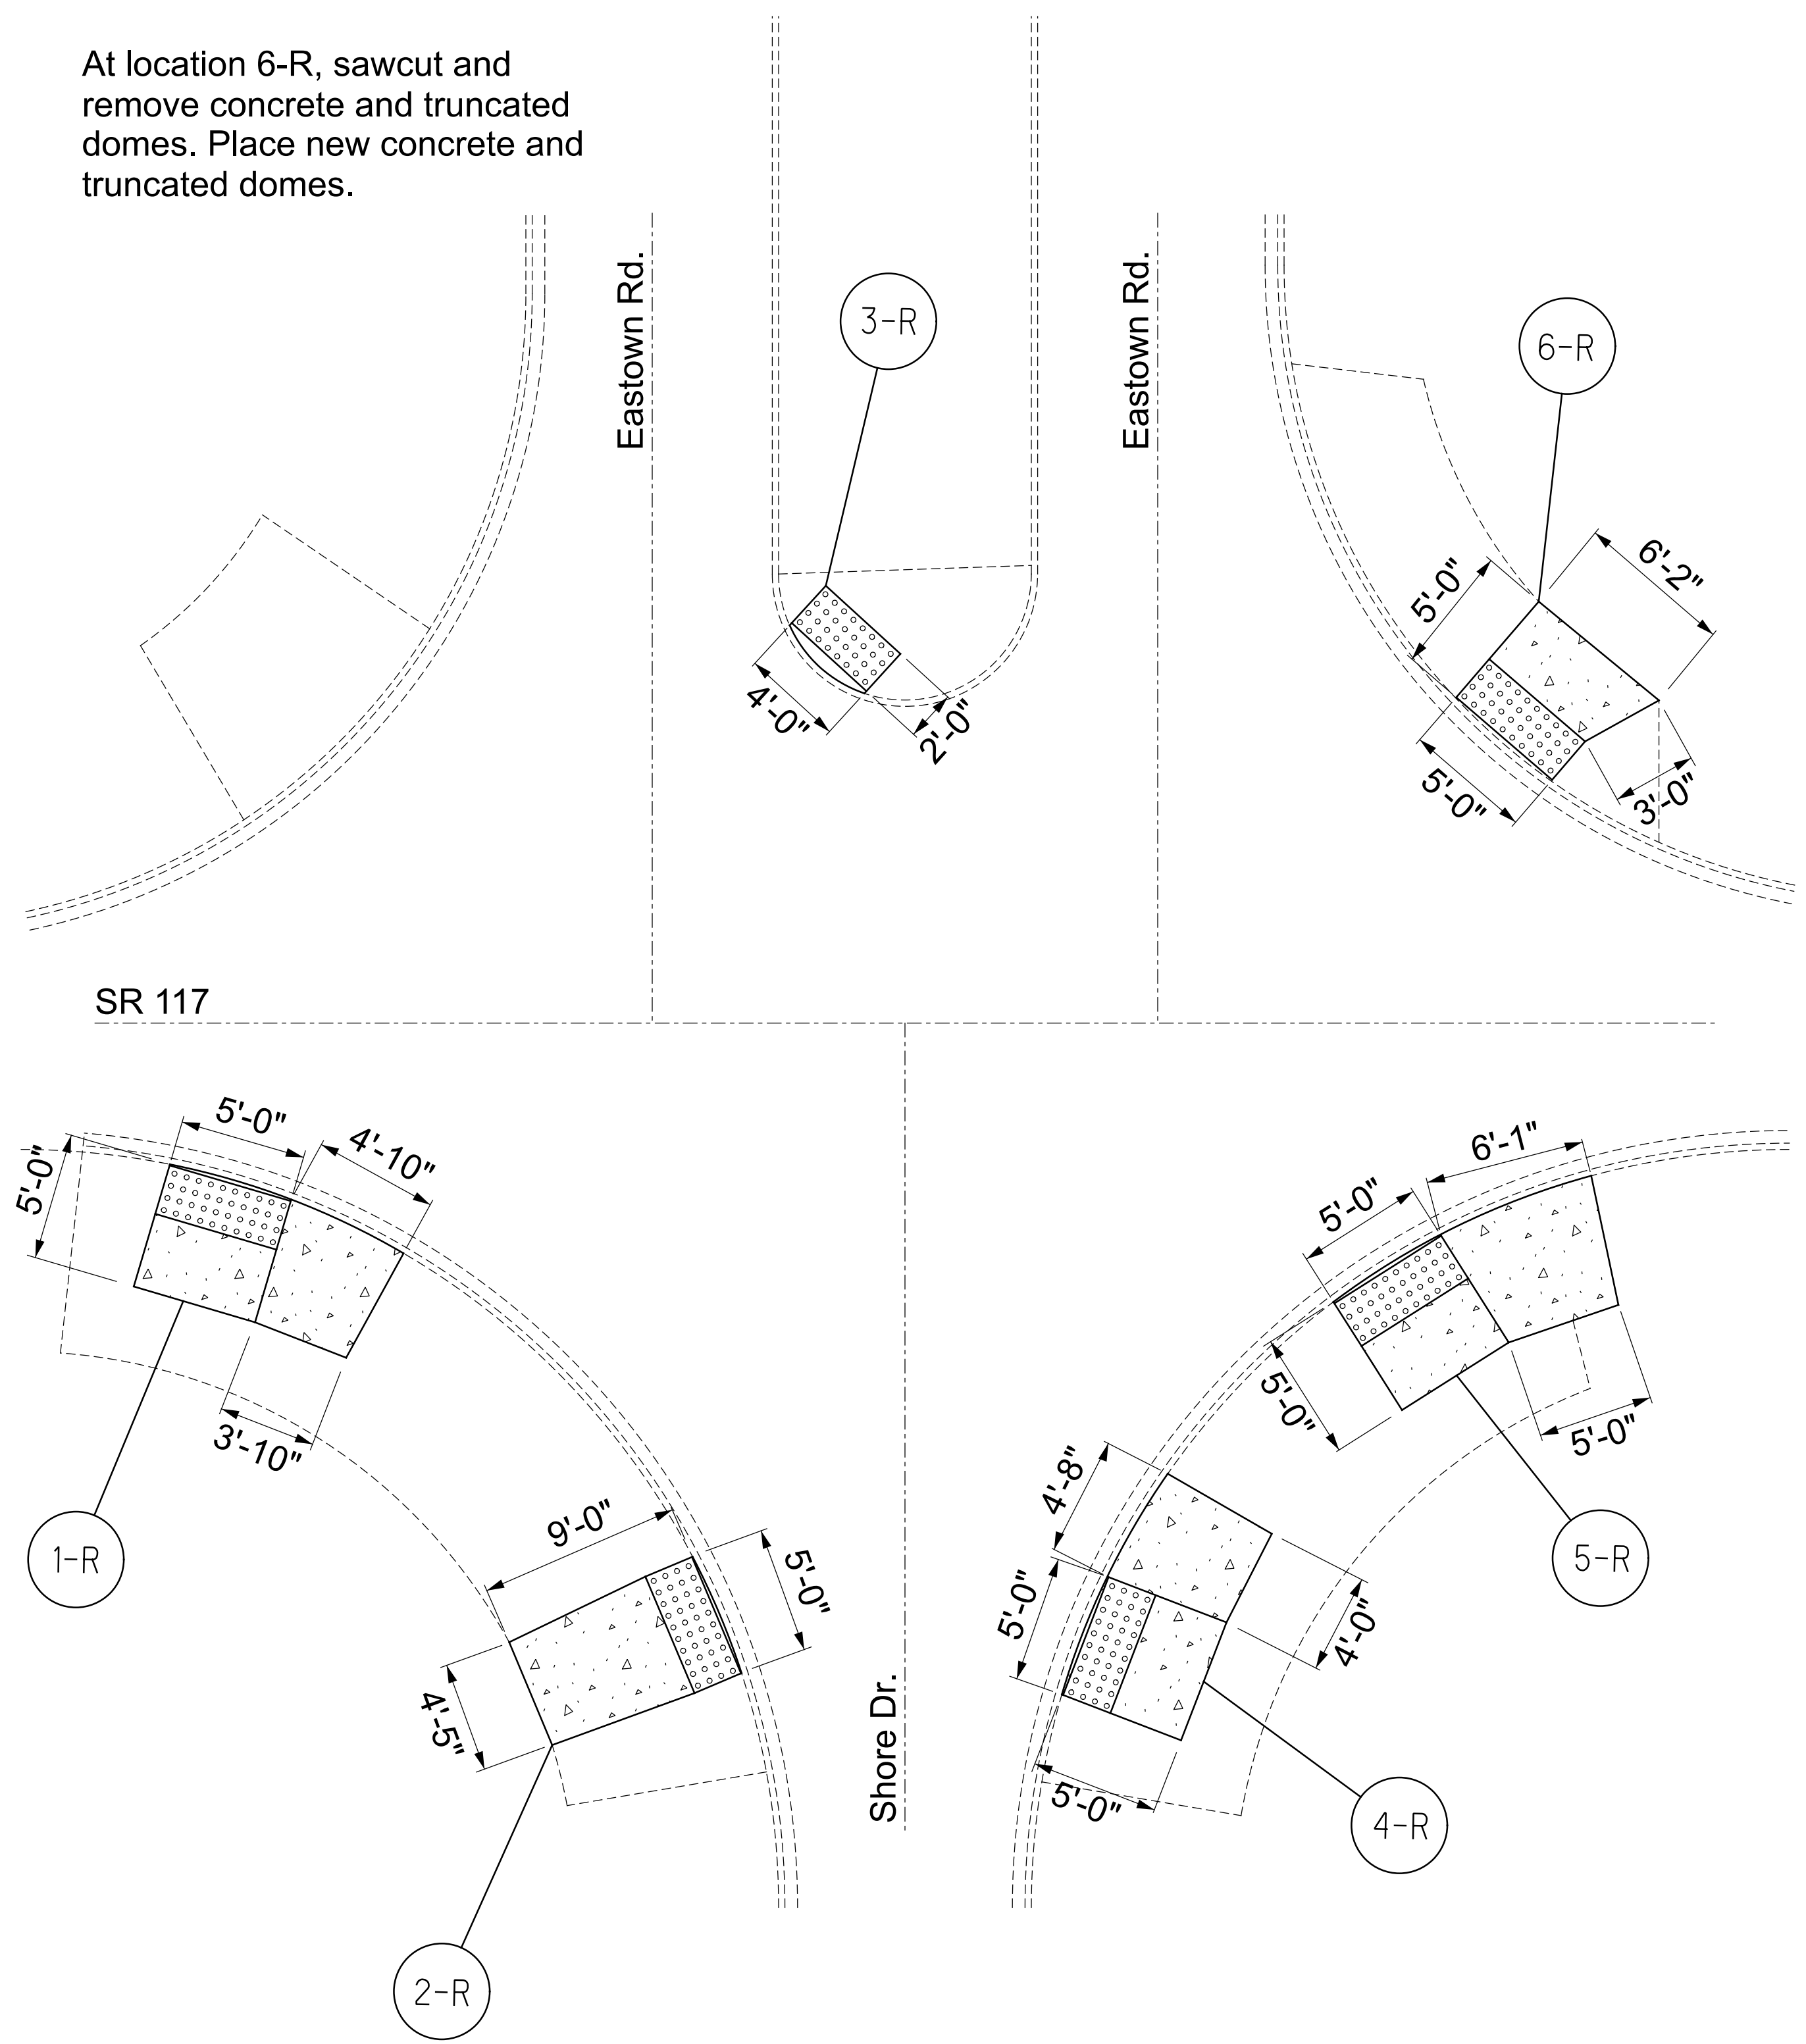 At location 6-R, sawcut and
remove concrete and truncated
domes. Place new concrete and
truncated domes.
Eastown Rd.
Eastown Rd.
3-R
6-R
6'-2"
5'-0"
4'-0"
2'-0"
5'-0"
3'-0"
SR 117
5'-0"
4'-10"
5'-0"
3'-10"
1-R
9'-0"
5'-0"
4'-5"
2-R
Shore Dr.
6'-1"
5'-0"
5'-0"
5'-0"
5-R
4'-8"
5'-0"
4'-0"
5'-0"
4-R